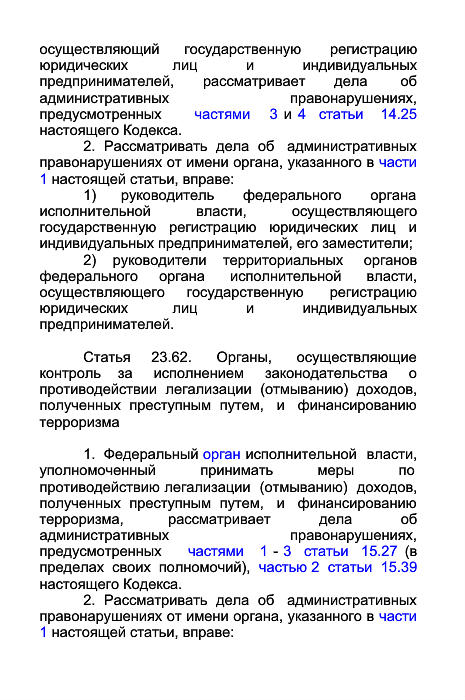 осуществляющий государственную регистрацию
юридических лиц и индивидуальных
предпринимателей, рассматривает дела об
административных правонарушениях,
предусмотренных частями 3 и 4 статьи 14.25
настоящего Кодекса.
2. Рассматривать дела об административных
правонарушениях от имени органа, указанного в части
1 настоящей статьи, вправе:
1) руководитель федерального органа
исполнительной власти, осуществляющего
государственную регистрацию юридических лиц и
индивидуальных предпринимателей, его заместители;
2) руководители территориальных органов
федерального органа исполнительной власти,
осуществляющего государственную регистрацию
юридических лиц и индивидуальных
предпринимателей.
Статья 23.62. Органы, осуществляющие
контроль за исполнением законодательства о
противодействии легализации (отмыванию) доходов,
полученных преступным путем, и финансированию
терроризма
1. Федеральный орган исполнительной власти,
уполномоченный принимать меры по
противодействию легализации (отмыванию) доходов,
полученных преступным путем, и финансированию
терроризма, рассматривает дела об
административных правонарушениях,
предусмотренных частями 1 - 3 статьи 15.27 (в
пределах своих полномочий), частью 2 статьи 15.39
настоящего Кодекса.
2. Рассматривать дела об административных
правонарушениях от имени органа, указанного в части
1 настоящей статьи, вправе: